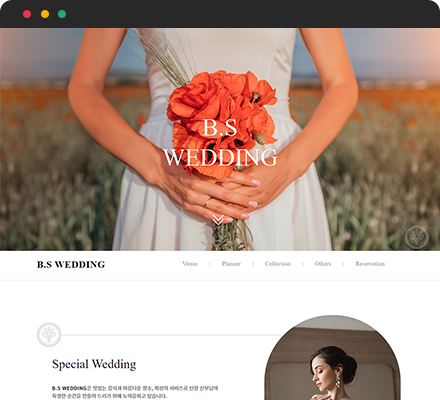 B.S
WEDDING
B.S WEDDING
Venue | Planner | Collection | Others | Reservation
Special Wedding
B.S WEDDING은 맛있는 음식과 아름다운 장소, 최상의 서비스로 신랑 신부님의
특별한 순간을 만들어 드리기 위해 노력을하고 있습니다.